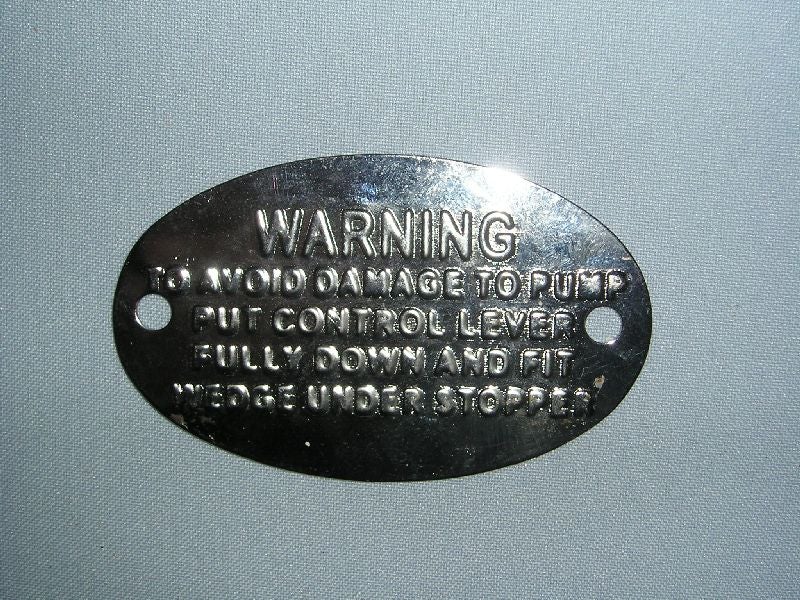 WARNING
TO AVOID DAMAGE TO PUMP
PUT CONTROL LEVER
FULLY DOWN AND FIT
WEDGE UNDER STOPPER